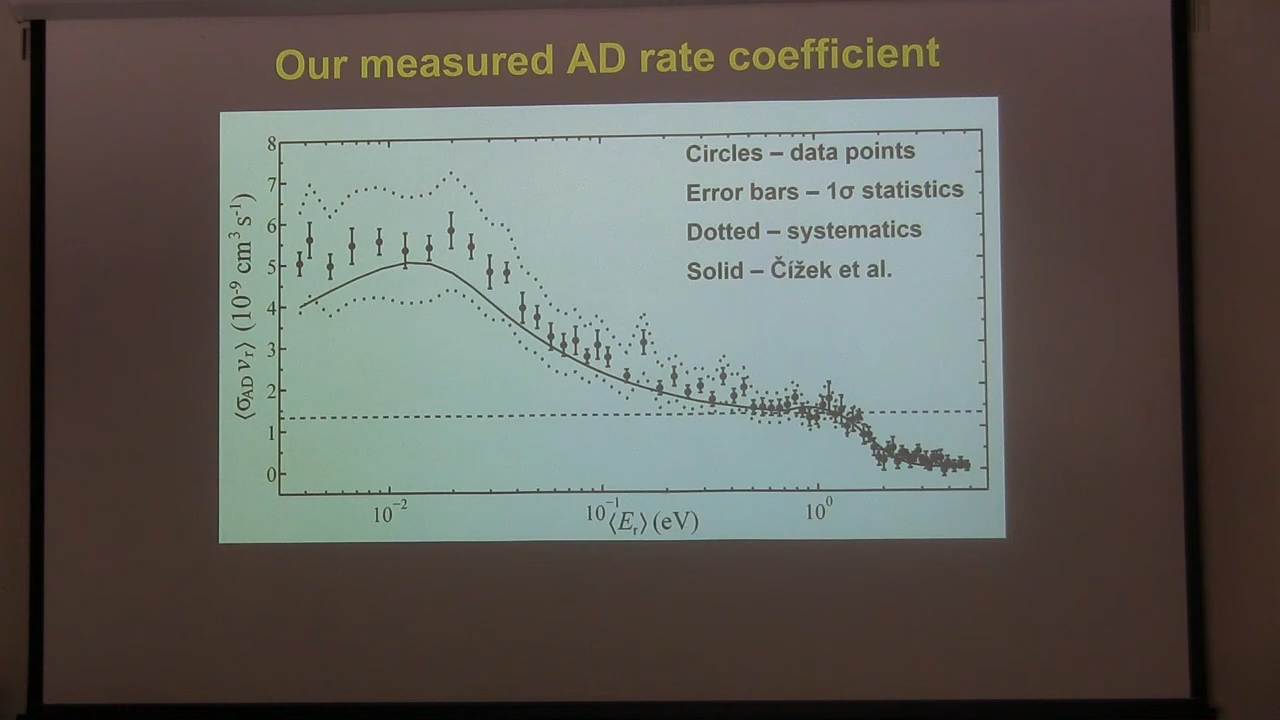 Our measured AD rate coefficient
Circles – data points
Error bars – 1σ statistics
Dotted – systematics
Solid – Čížek et al.
8
7
6
5
4
3
2
1
0
⟨σAD vr⟩ (10⁻⁹ cm³ s⁻¹)
10⁻² 10⁻¹ 10⁰
⟨Er⟩ (eV)